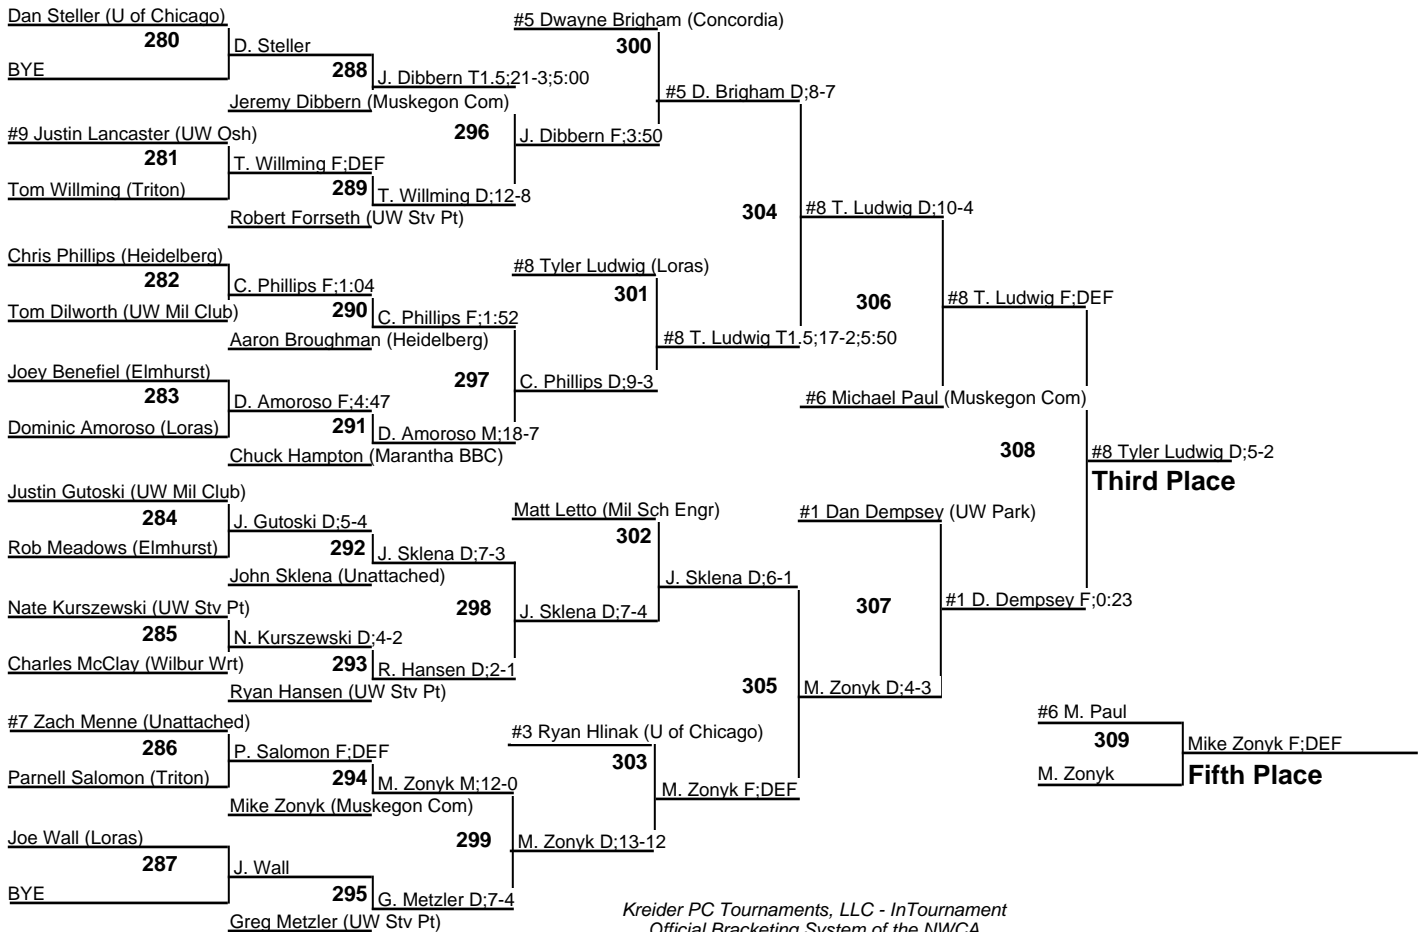 Dan Steller (U of Chicago)
280
BYE
D. Steller
288
Jeremy Dibbern (Muskegon Com)
J. Dibbern T1.5;21-3;5:00
#9 Justin Lancaster (UW Osh)
281
Tom Willming (Triton)
T. Willming F;DEF
289
Robert Forrseth (UW Stv Pt)
T. Willming D;12-8
296
J. Dibbern F;3:50
#5 Dwayne Brigham (Concordia)
300
#5 D. Brigham D;8-7
Chris Phillips (Heidelberg)
282
Tom Dilworth (UW Mil Club)
C. Phillips F;1:04
290
Aaron Broughman (Heidelberg)
C. Phillips F;1:52
Joey Benefiel (Elmhurst)
283
Dominic Amoroso (Loras)
D. Amoroso F;4:47
291
Chuck Hampton (Marantha BBC)
D. Amoroso M;18-7
297
C. Phillips D;9-3
#8 Tyler Ludwig (Loras)
301
#8 T. Ludwig T1.5;17-2;5:50
304
#8 T. Ludwig D;10-4
306
#6 Michael Paul (Muskegon Com)
#8 T. Ludwig F;DEF
Justin Gutoski (UW Mil Club)
284
Rob Meadows (Elmhurst)
J. Gutoski D;5-4
292
John Sklena (Unattached)
J. Sklena D;7-3
Nate Kurszewski (UW Stv Pt)
285
Charles McClay (Wilbur Wrt)
N. Kurszewski D;4-2
293
Ryan Hansen (UW Stv Pt)
R. Hansen D;2-1
298
J. Sklena D;7-4
Matt Letto (Mil Sch Engr)
302
J. Sklena D;6-1
#7 Zach Menne (Unattached)
286
Parnell Salomon (Triton)
P. Salomon F;DEF
294
Mike Zonyk (Muskegon Com)
M. Zonyk M;12-0
Joe Wall (Loras)
287
BYE
J. Wall
295
Greg Metzler (UW Stv Pt)
G. Metzler D;7-4
299
M. Zonyk D;13-12
#3 Ryan Hlinak (U of Chicago)
303
M. Zonyk F;DEF
305
M. Zonyk D;4-3
#1 Dan Dempsey (UW Park)
307
#1 D. Dempsey F;0:23
308
#8 Tyler Ludwig D;5-2
Third Place
#6 M. Paul
309
M. Zonyk
Mike Zonyk F;DEF
Fifth Place
Kreider PC Tournaments, LLC - InTournament
Official Bracketing System of the NWCA